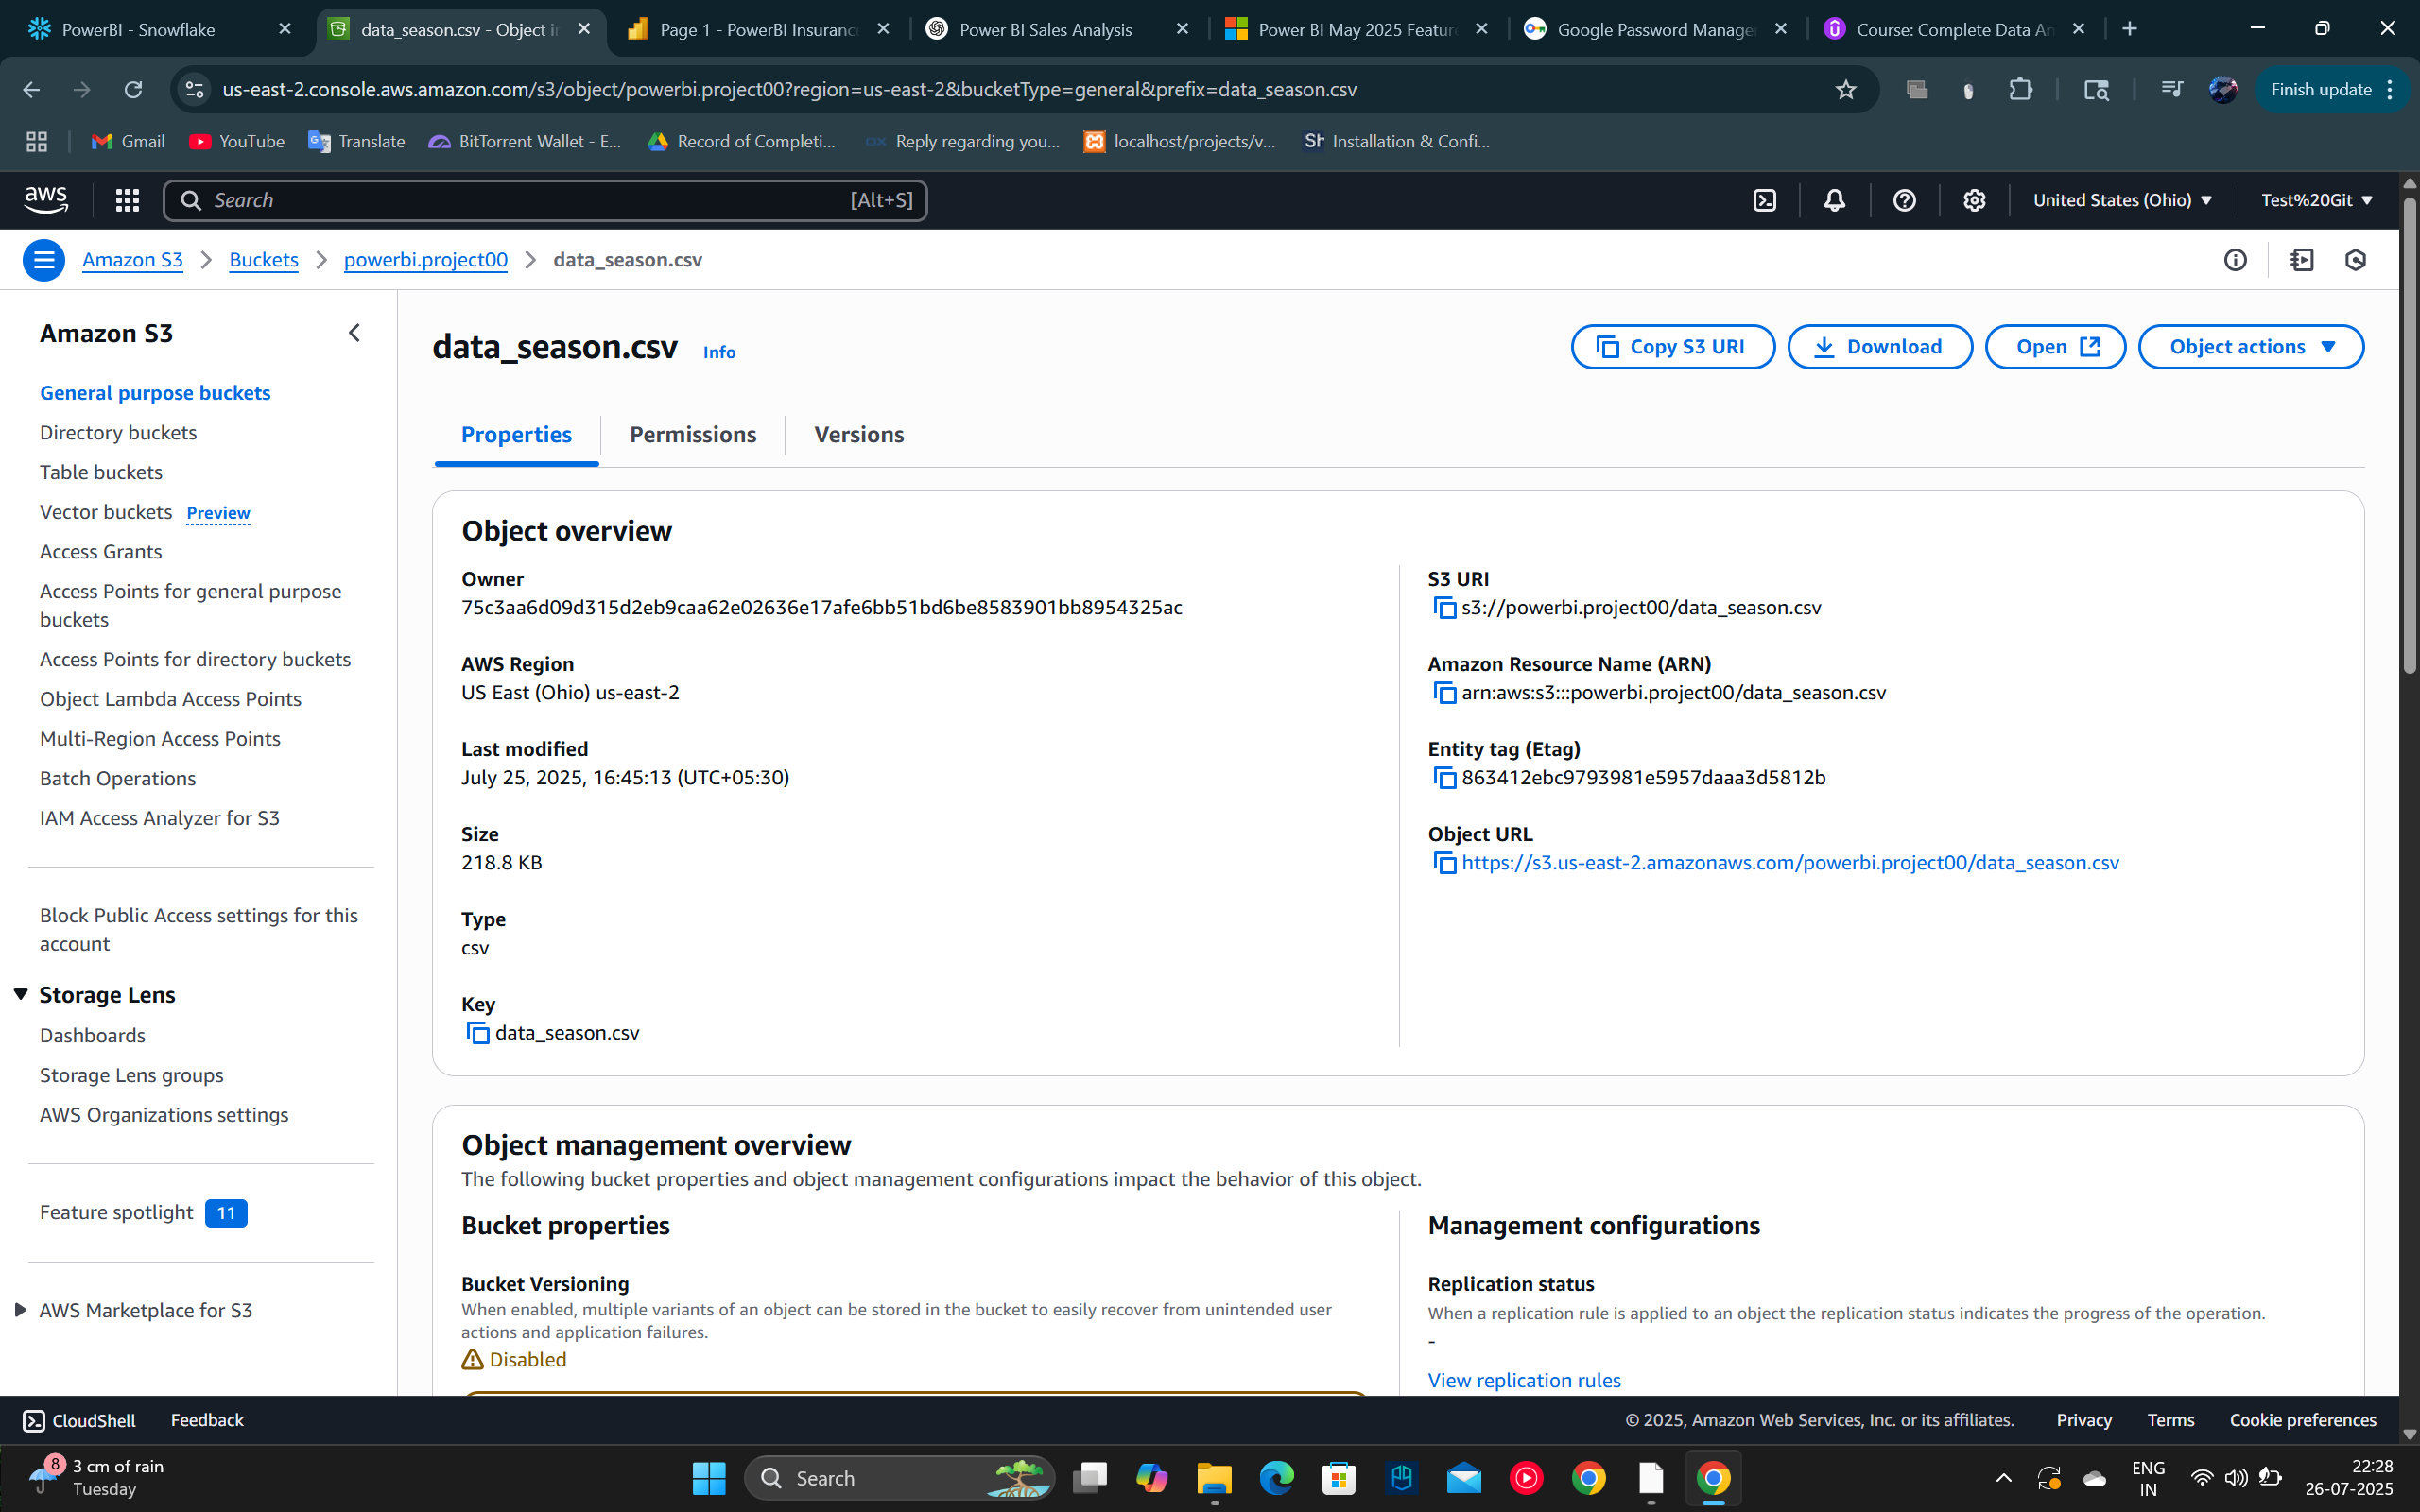 PowerBI - Snowflake
data_season.csv - Object in
Page 1 - PowerBI Insuranc
Power BI Sales Analysis
Power BI May 2025 Featur
Google Password Manage
Course: Complete Data An
us-east-2.console.aws.amazon.com/s3/object/powerbi.project00?region=us-east-2&bucketType=general&prefix=data_season.csv
Finish update
Gmail
YouTube
Translate
BitTorrent Wallet - E...
Record of Completi...
Reply regarding you...
localhost/projects/v...
Installation & Confi...
aws
Search
[Alt+S]
United States (Ohio)
Test%20Git
Amazon S3
Buckets
powerbi.project00
data_season.csv
Amazon S3
General purpose buckets
Directory buckets
Table buckets
Vector buckets Preview
Access Grants
Access Points for general purpose
buckets
Access Points for directory buckets
Object Lambda Access Points
Multi-Region Access Points
Batch Operations
IAM Access Analyzer for S3
Block Public Access settings for this
account
Storage Lens
Dashboards
Storage Lens groups
AWS Organizations settings
Feature spotlight 11
AWS Marketplace for S3
data_season.csv Info
Copy S3 URI
Download
Open
Object actions
Properties
Permissions
Versions
Object overview
Owner
75c3aa6d09d315d2eb9caa62e02636e17afe6bb51bd6be8583901bb8954325ac
AWS Region
US East (Ohio) us-east-2
Last modified
July 25, 2025, 16:45:13 (UTC+05:30)
Size
218.8 KB
Type
csv
Key
data_season.csv
S3 URI
s3://powerbi.project00/data_season.csv
Amazon Resource Name (ARN)
arn:aws:s3:::powerbi.project00/data_season.csv
Entity tag (Etag)
863412ebc9793981e5957daaa3d5812b
Object URL
https://s3.us-east-2.amazonaws.com/powerbi.project00/data_season.csv
Object management overview
The following bucket properties and object management configurations impact the behavior of this object.
Bucket properties
Bucket Versioning
When enabled, multiple variants of an object can be stored in the bucket to easily recover from unintended user
actions and application failures.
Disabled
Management configurations
Replication status
When a replication rule is applied to an object the replication status indicates the progress of the operation.
-
View replication rules
CloudShell
Feedback
© 2025, Amazon Web Services, Inc. or its affiliates.
Privacy
Terms
Cookie preferences
8
3 cm of rain
Tuesday
Search
ENG
IN
22:28
26-07-2025